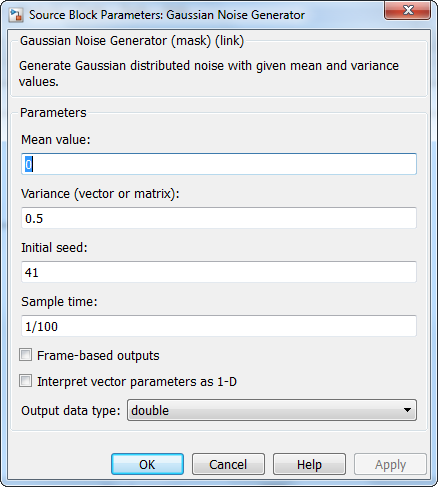 Source Block Parameters: Gaussian Noise Generator
Gaussian Noise Generator (mask) (link)
Generate Gaussian distributed noise with given mean and variance
values.
Parameters
Mean value:
0
Variance (vector or matrix):
0.5
Initial seed:
41
Sample time:
1/100
Frame-based outputs
Interpret vector parameters as 1-D
Output data type: double
OK Cancel Help Apply